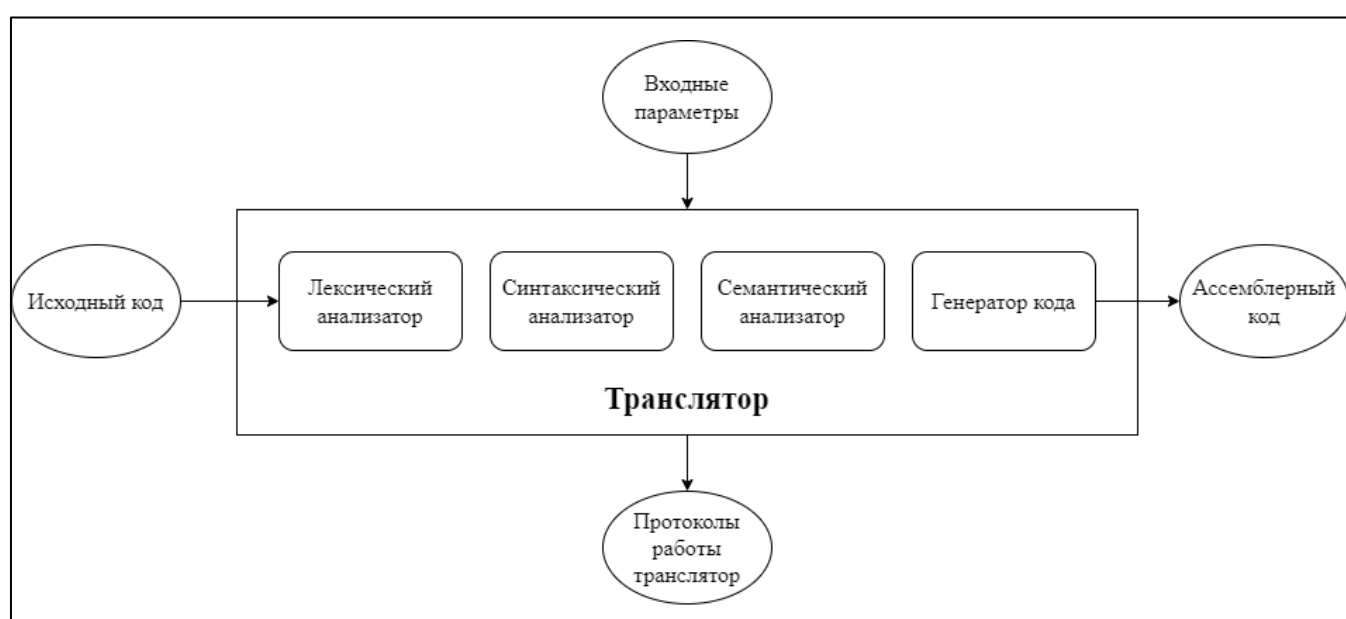 Входные
параметры
Исходный код
Лексический
анализатор
Синтаксический
анализатор
Семантический
анализатор
Генератор кода
Ассемблерный
код
Транслятор
Протоколы
работы
транслятор